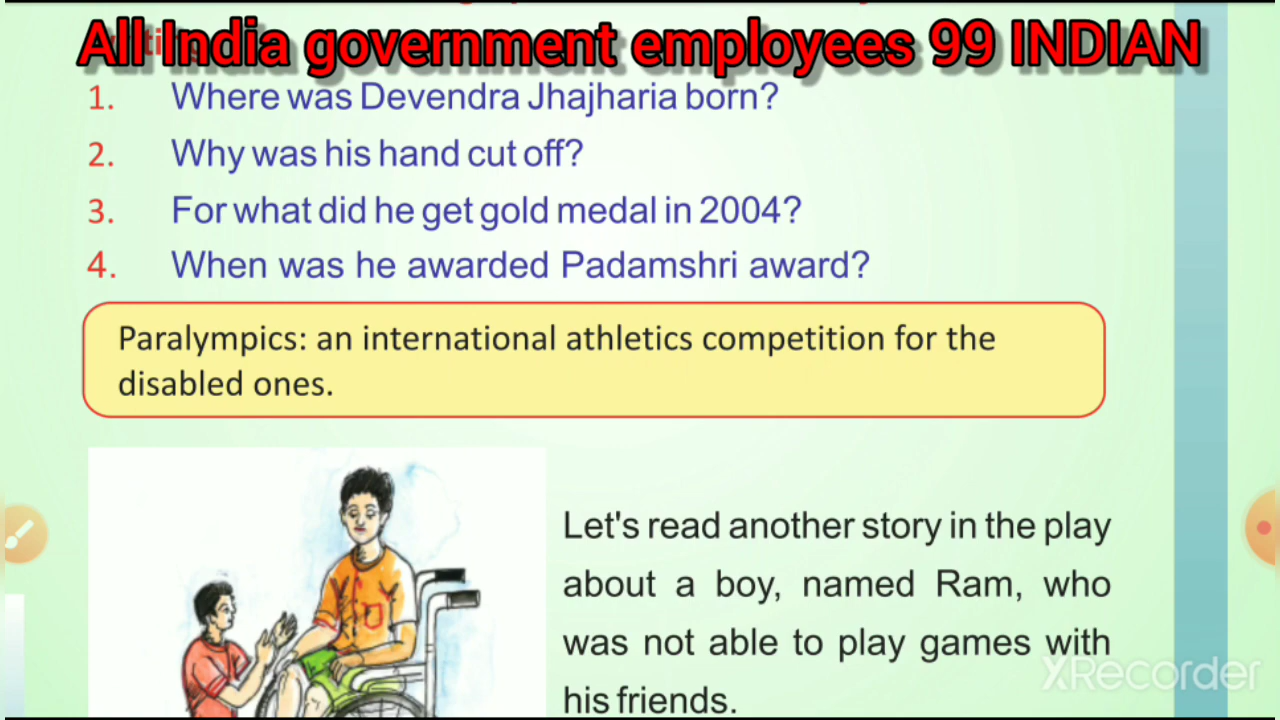 All India government employees 99 INDIAN
1. Where was Devendra Jhajharia born?
2. Why was his hand cut off?
3. For what did he get gold medal in 2004?
4. When was he awarded Padamshri award?
Paralympics: an international athletics competition for the
disabled ones.
Let's read another story in the play
about a boy, named Ram, who
was not able to play games with
his friends.
XRecorder